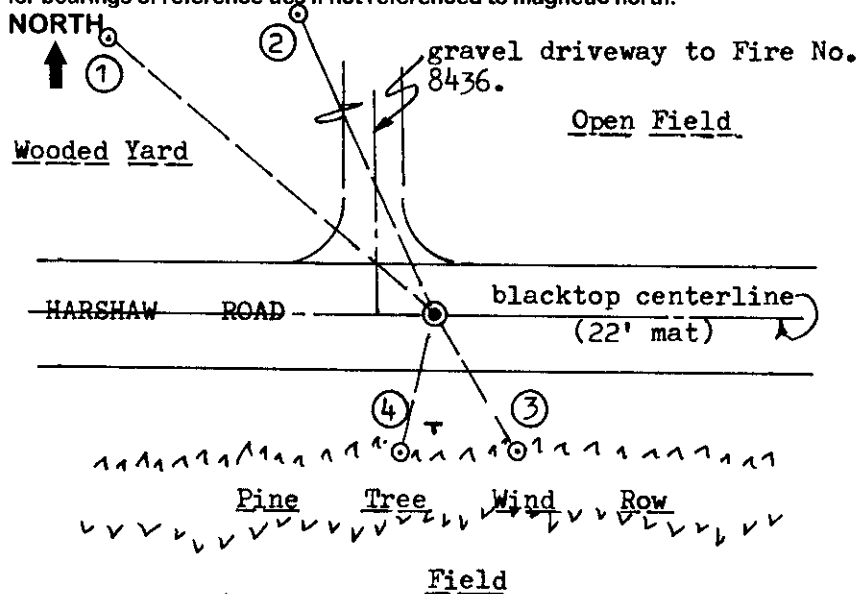 for bearings of reference ties if not referenced to magnetic north.
NORTH
1
2
gravel driveway to Fire No.
8436.
Open Field
Wooded Yard
HARSHAW ROAD
blacktop centerline
(22' mat)
4
3
T
Pine Tree Wind Row
Field